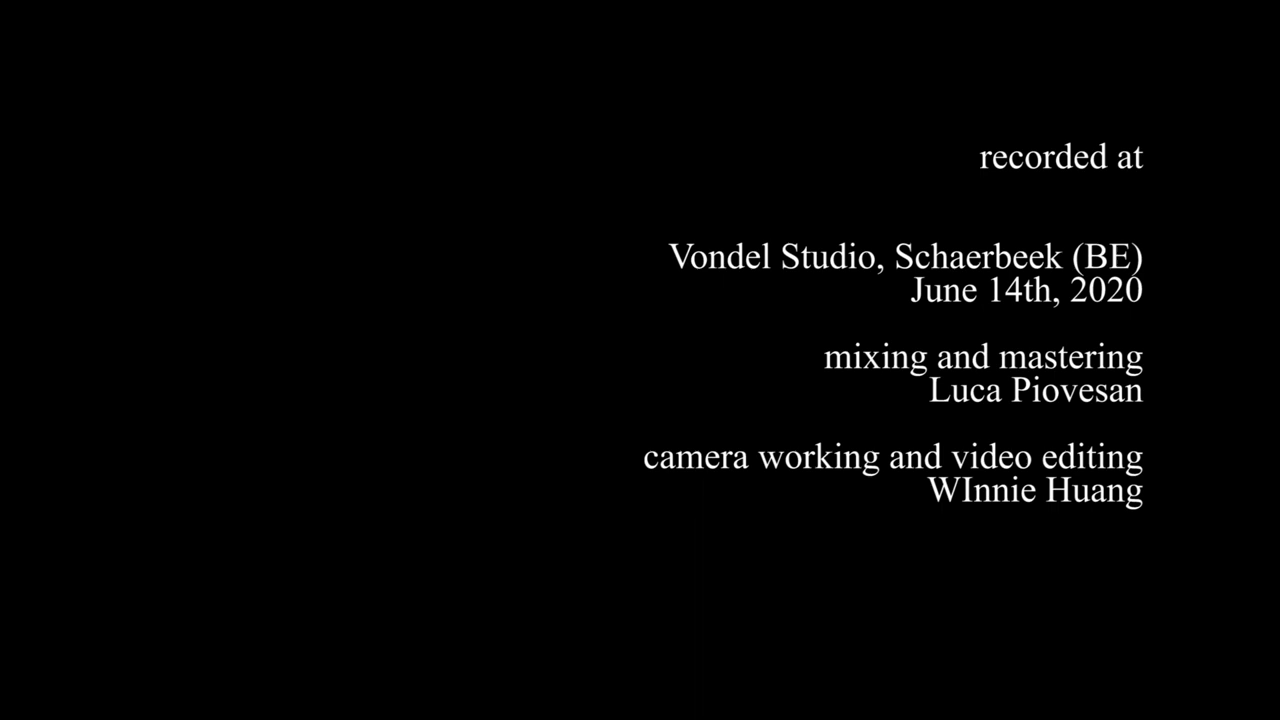 recorded at
Vondel Studio, Schaerbeek (BE)
June 14th, 2020
mixing and mastering
Luca Piovesan
camera working and video editing
WInnie Huang